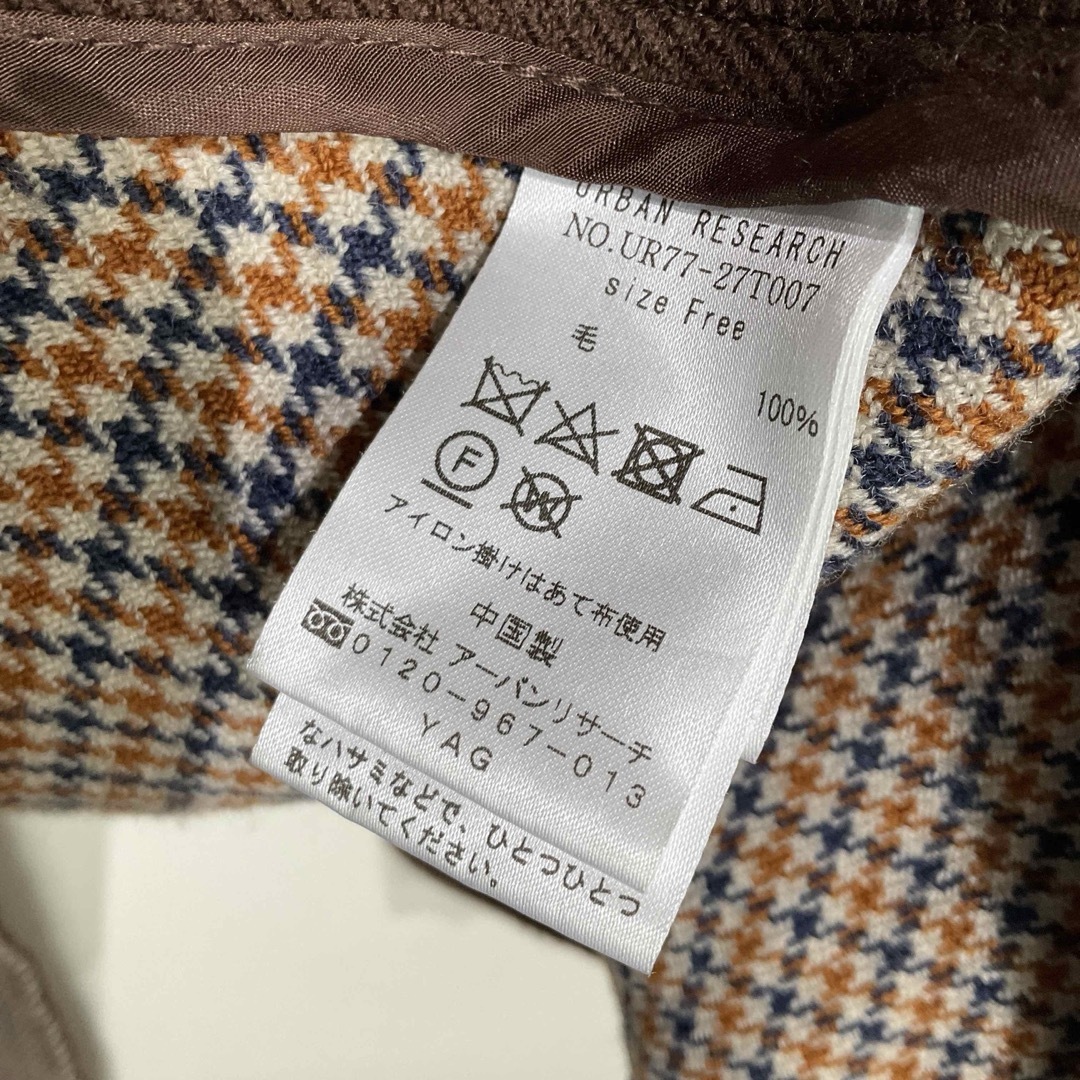 URBAN RESEARCH
NO.UR77-27T007
size Free
毛 100%
F
W
アイロン掛けはあて布使用
中国製
株式会社 アーバンリサーチ
0120-967-013
YAG
なハサミなどで、ひとつひとつ
取り除いてください。